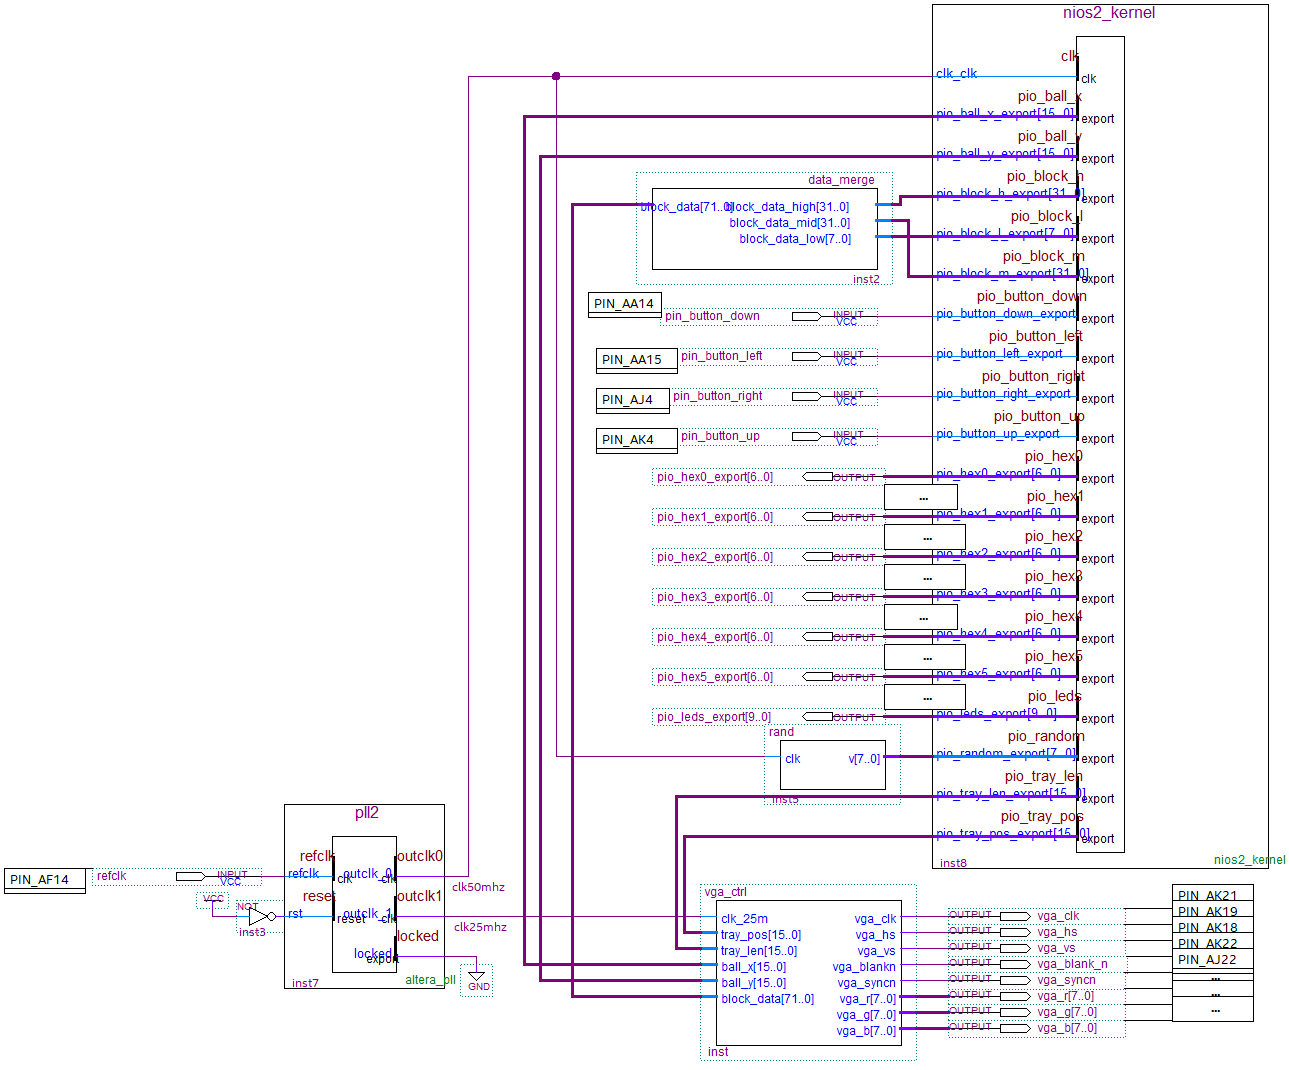 nios2_kernel
clk
clk_clk
clk
pio_ball_x
pio_ball_x_export[15..0]
export
pio_ball_y
pio_ball_y_export[15..0]
export
data_merge
block_data[71..0]
block_data_high[31..0]
block_data_mid[31..0]
block_data_low[7..0]
inst2
pio_block_h
pio_block_h_export[31..0]
export
pio_block_l
pio_block_l_export[7..0]
export
pio_block_m
pio_block_m_export[31..0]
export
PIN_AA14
pin_button_down
INPUT
VCC
pio_button_down
pio_button_down_export
export
PIN_AA15
pin_button_left
INPUT
VCC
pio_button_left
pio_button_left_export
export
PIN_AJ4
pin_button_right
INPUT
VCC
pio_button_right
pio_button_right_export
export
PIN_AK4
pin_button_up
INPUT
VCC
pio_button_up
pio_button_up_export
export
pio_hex0_export[6..0]
OUTPUT
...
pio_hex0
pio_hex0_export[6..0]
export
pio_hex1_export[6..0]
OUTPUT
...
pio_hex1
pio_hex1_export[6..0]
export
pio_hex2_export[6..0]
OUTPUT
...
pio_hex2
pio_hex2_export[6..0]
export
pio_hex3_export[6..0]
OUTPUT
...
pio_hex3
pio_hex3_export[6..0]
export
pio_hex4_export[6..0]
OUTPUT
...
pio_hex4
pio_hex4_export[6..0]
export
pio_hex5_export[6..0]
OUTPUT
...
pio_hex5
pio_hex5_export[6..0]
export
pio_leds_export[9..0]
OUTPUT
pio_leds
pio_leds_export[9..0]
export
rand
clk
v[7..0]
inst5
pio_random
pio_random_export[7..0]
export
pio_tray_len
pio_tray_len_export[15..0]
export
pio_tray_pos
pio_tray_pos_export[15..0]
export
inst8
nios2_kernel
pll2
PIN_AF14
refclk
INPUT
VCC
refclk
refclk
clk
outclk0
outclk_0
clk
clk50mhz
VCC
NOT
inst3
reset
rst
reset
outclk1
outclk_1
clk
clk25mhz
locked
locked
export
GND
inst7
altera_pll
vga_ctrl
clk_25m
tray_pos[15..0]
tray_len[15..0]
ball_x[15..0]
ball_y[15..0]
block_data[71..0]
vga_clk
vga_hs
vga_vs
vga_blankn
vga_syncn
vga_r[7..0]
vga_g[7..0]
vga_b[7..0]
inst
OUTPUT
vga_clk
OUTPUT
vga_hs
OUTPUT
vga_vs
OUTPUT
vga_blank_n
OUTPUT
vga_syncn
OUTPUT
vga_r[7..0]
OUTPUT
vga_g[7..0]
OUTPUT
vga_b[7..0]
PIN_AK21
PIN_AK19
PIN_AK18
PIN_AK22
PIN_AJ22
...
...
...